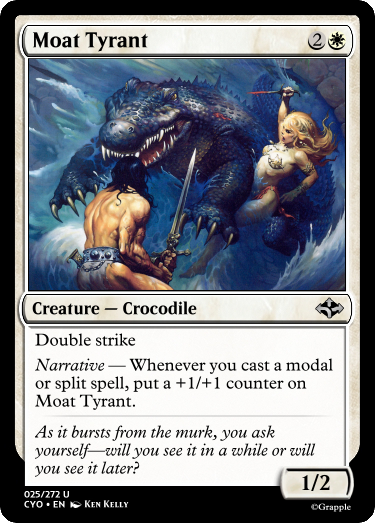 Moat Tyrant 2
Creature — Crocodile
Double strike
Narrative — Whenever you cast a modal
or split spell, put a +1/+1 counter on
Moat Tyrant.
As it bursts from the murk, you ask
yourself—will you see it in a while or will
you see it later?
1/2
025/272 U
CYO • EN Ken Kelly
©Grapple